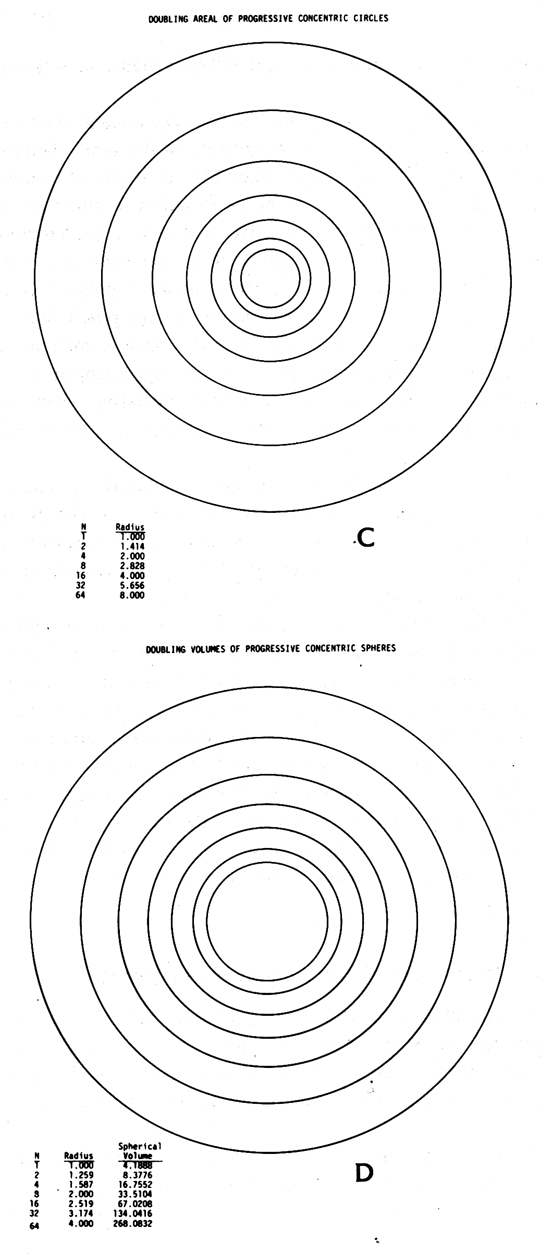 DOUBLING AREAL OF PROGRESSIVE CONCENTRIC CIRCLES
N Radius
1 1.000
2 1.414
4 2.000
8 2.828
16 4.000
32 5.656
64 8.000
C
DOUBLING VOLUMES OF PROGRESSIVE CONCENTRIC SPHERES
Spherical
N Radius Volume
1 1.000 4.1888
2 1.259 8.3776
4 1.587 16.7552
8 2.000 33.5104
16 2.519 67.0208
32 3.174 134.0416
64 4.000 268.0832
D